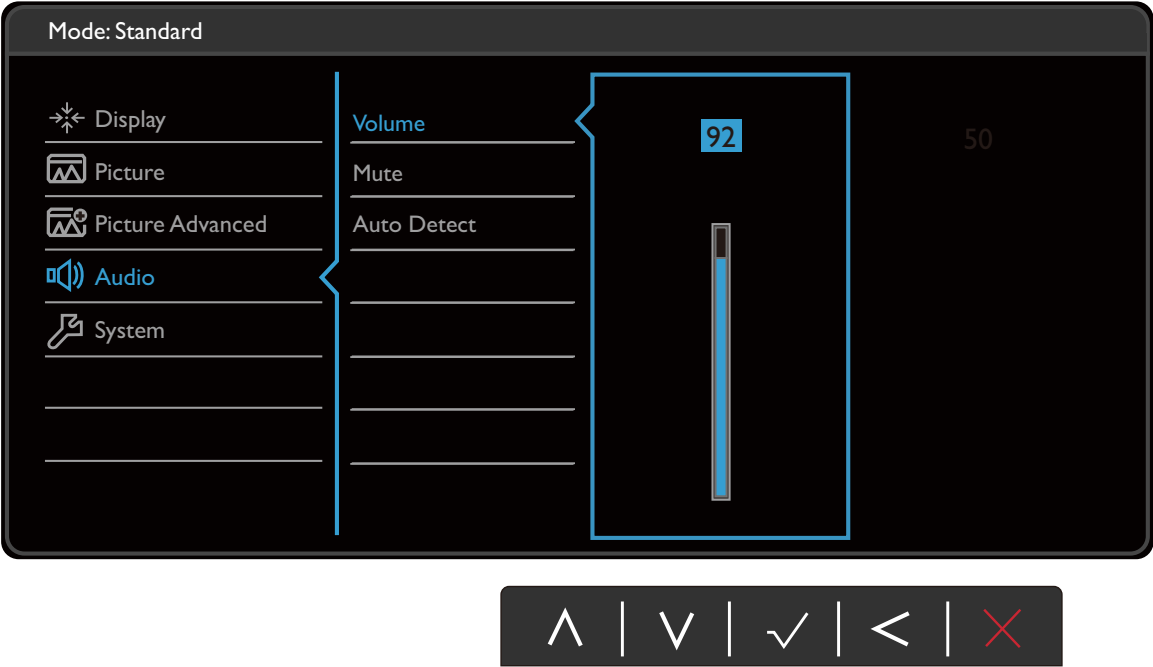 Mode: Standard
Display
Picture
Picture Advanced
Audio
System
Volume
Mute
Auto Detect
92
50